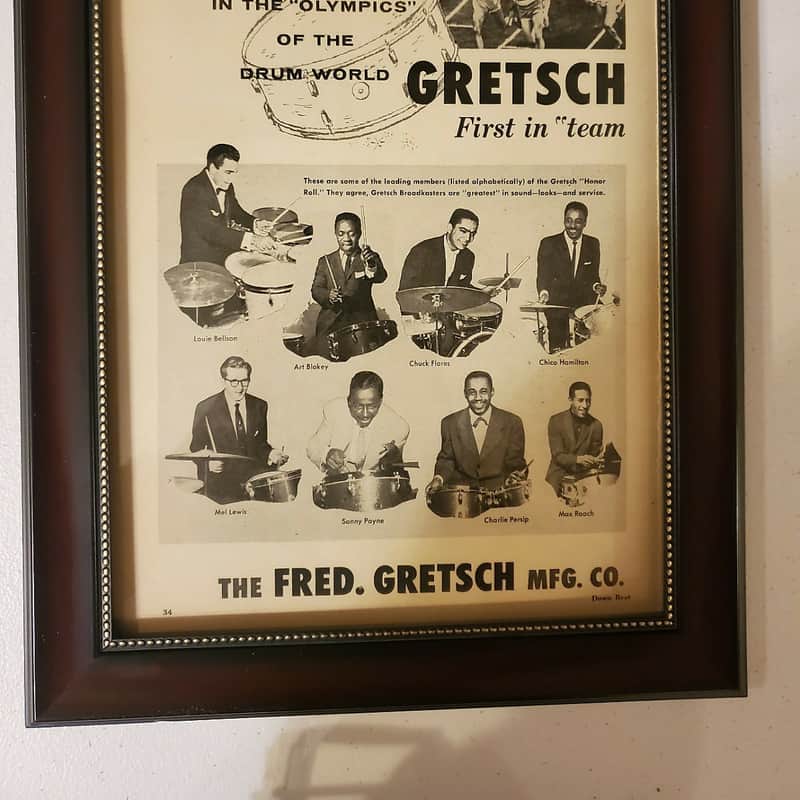 IN THE "OLYMPICS"
OF THE
DRUM WORLD
GRETSCH
First in "team
These are some of the leading members (listed alphabetically) of the Gretsch "Honor
Roll." They agree, Gretsch Broadkasters are "greatest" in sound—looks—and service.
Louie Bellson
Art Blakey
Chuck Flores
Chico Hamilton
Mel Lewis
Sonny Payne
Charlie Persip
Max Roach
THE FRED. GRETSCH MFG. CO.
Down Beat
34